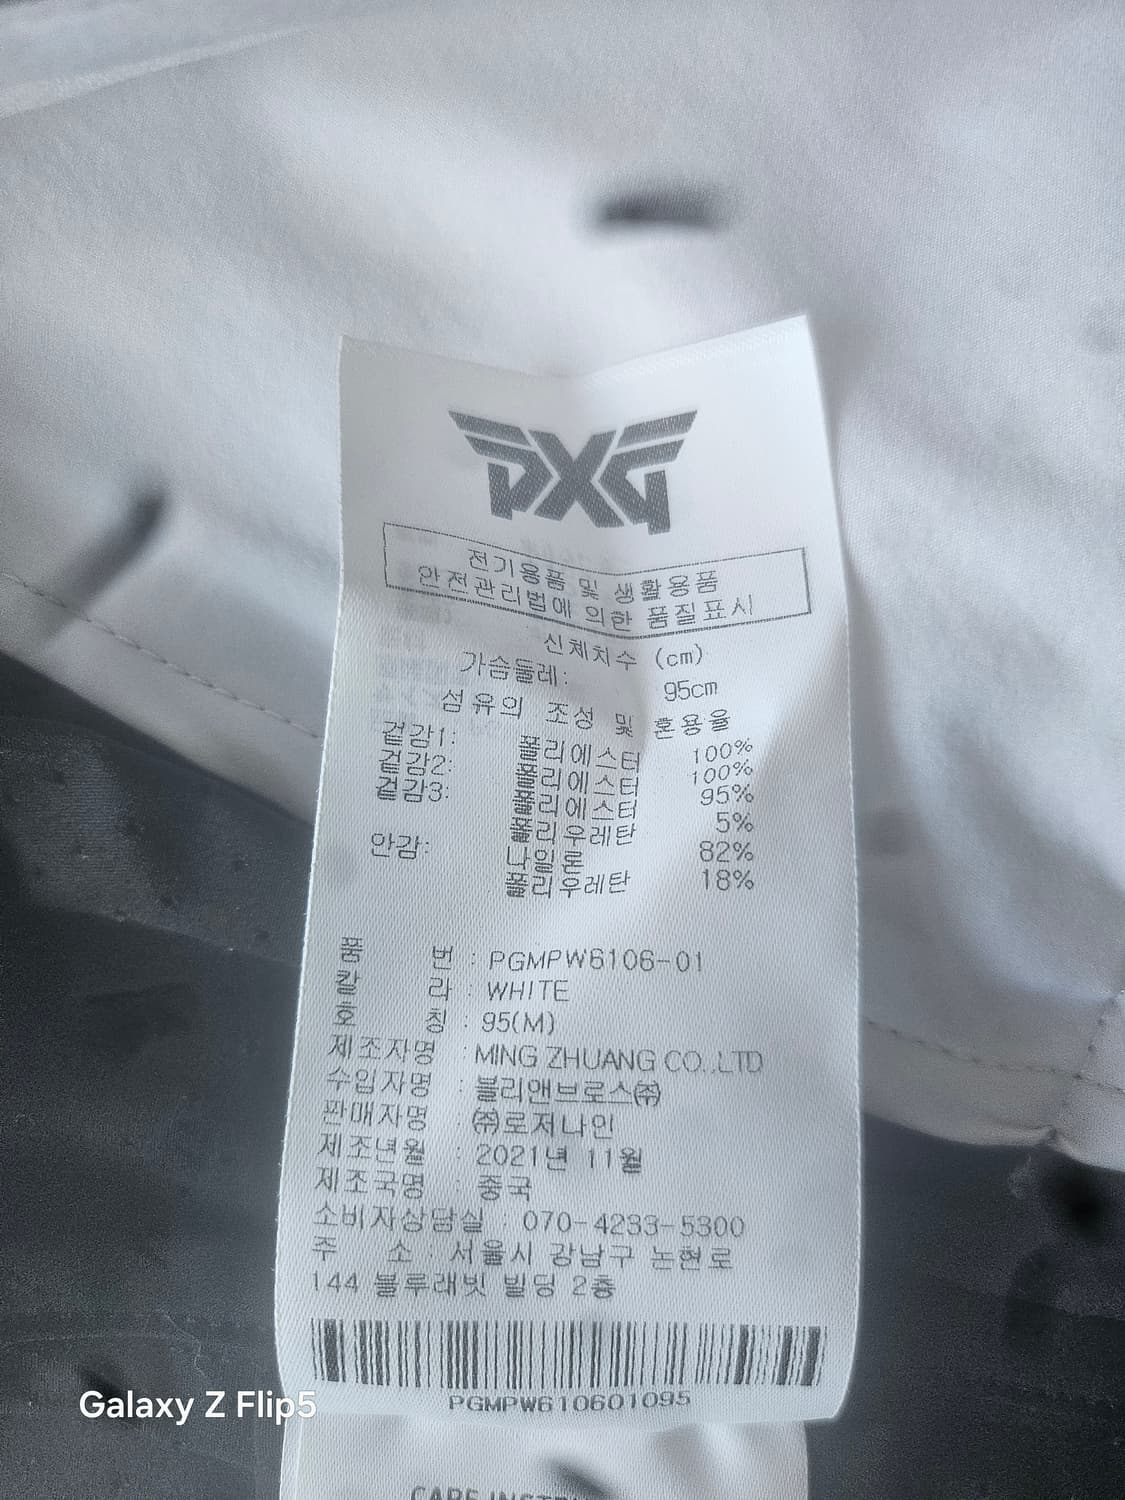 PXG
전기용품 및 생활용품
안전관리법에 의한 품질표시
신체치수 (cm)
가슴둘레: 95cm
섬유의 조성 및 혼용율
겉감1: 폴리에스터 100%
겉감2: 폴리에스터 100%
겉감3: 폴리에스터 95%
폴리우레탄 5%
안감: 나일론 82%
폴리우레탄 18%
품 번 : PGMPW6106-01
칼 라 : WHITE
호 칭 : 95(M)
제조자명 : MING ZHUANG CO.,LTD
수입자명 : 블리앤브로스㈜
판매자명 : ㈜로저나인
제조년월 : 2021년 11월
제조국명 : 중국
소비자상담실 : 070-4233-5300
주 소 : 서울시 강남구 논현로
144 블루래빗 빌딩 2층
PGMPW610601095
CARE
Galaxy Z Flip5